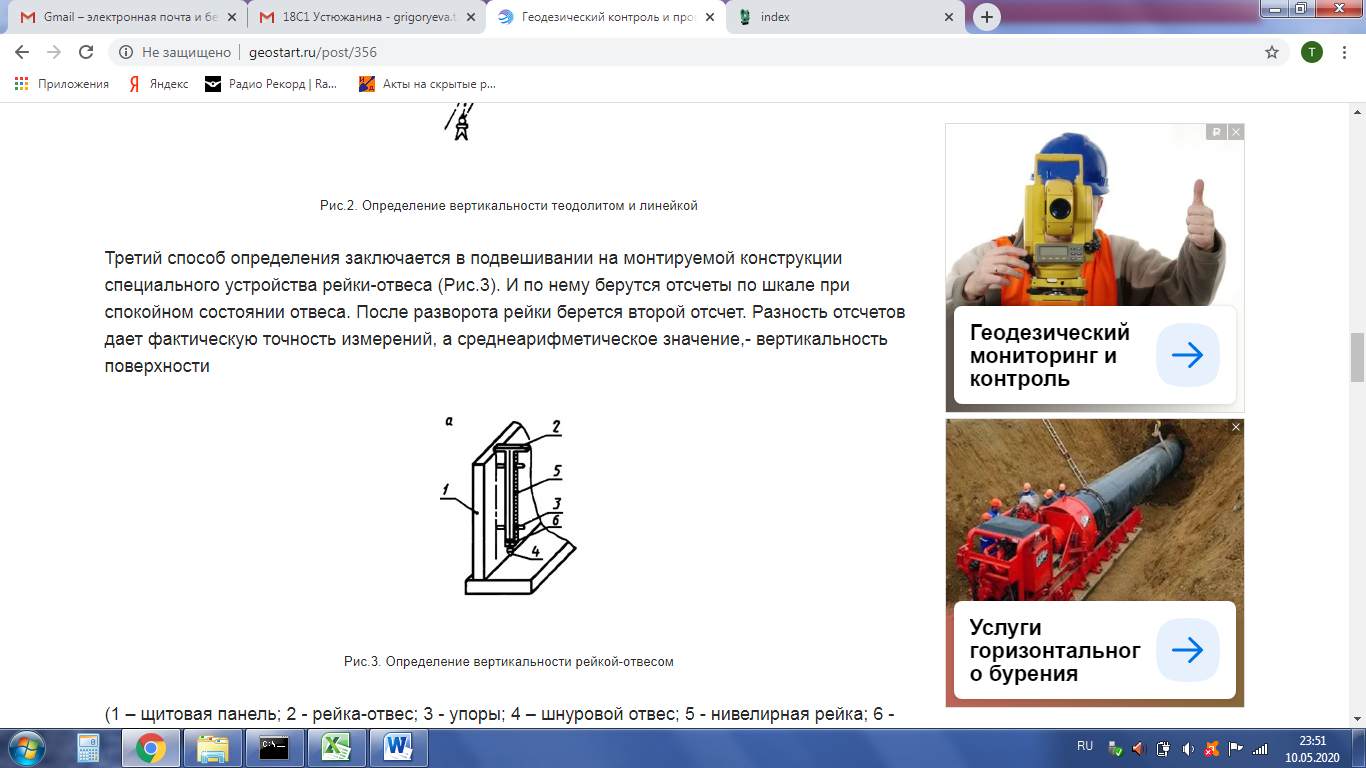 Gmail – электронная почта и бе
18С1 Устюжанина - grigoryeva.t
Геодезический контроль и про
index
Не защищено
geostart.ru/post/356
T
Приложения
Яндекс
Радио Рекорд | Ra...
Акты на скрытые р...
Рис.2. Определение вертикальности теодолитом и линейкой
Третий способ определения заключается в подвешивании на монтируемой конструкции
специального устройства рейки-отвеса (Рис.3). И по нему берутся отсчеты по шкале при
спокойном состоянии отвеса. После разворота рейки берется второй отсчет. Разность отсчетов
дает фактическую точность измерений, а среднеарифметическое значение,- вертикальность
поверхности
а
2
1
5
3
6
4
Рис.3. Определение вертикальности рейкой-отвесом
(1 – щитовая панель; 2 - рейка-отвес; 3 - упоры; 4 – шнуровой отвес; 5 - нивелирная рейка; 6 -
Геодезический
мониторинг и
контроль
Услуги
горизонтальног
о бурения
RU
23:51
10.05.2020